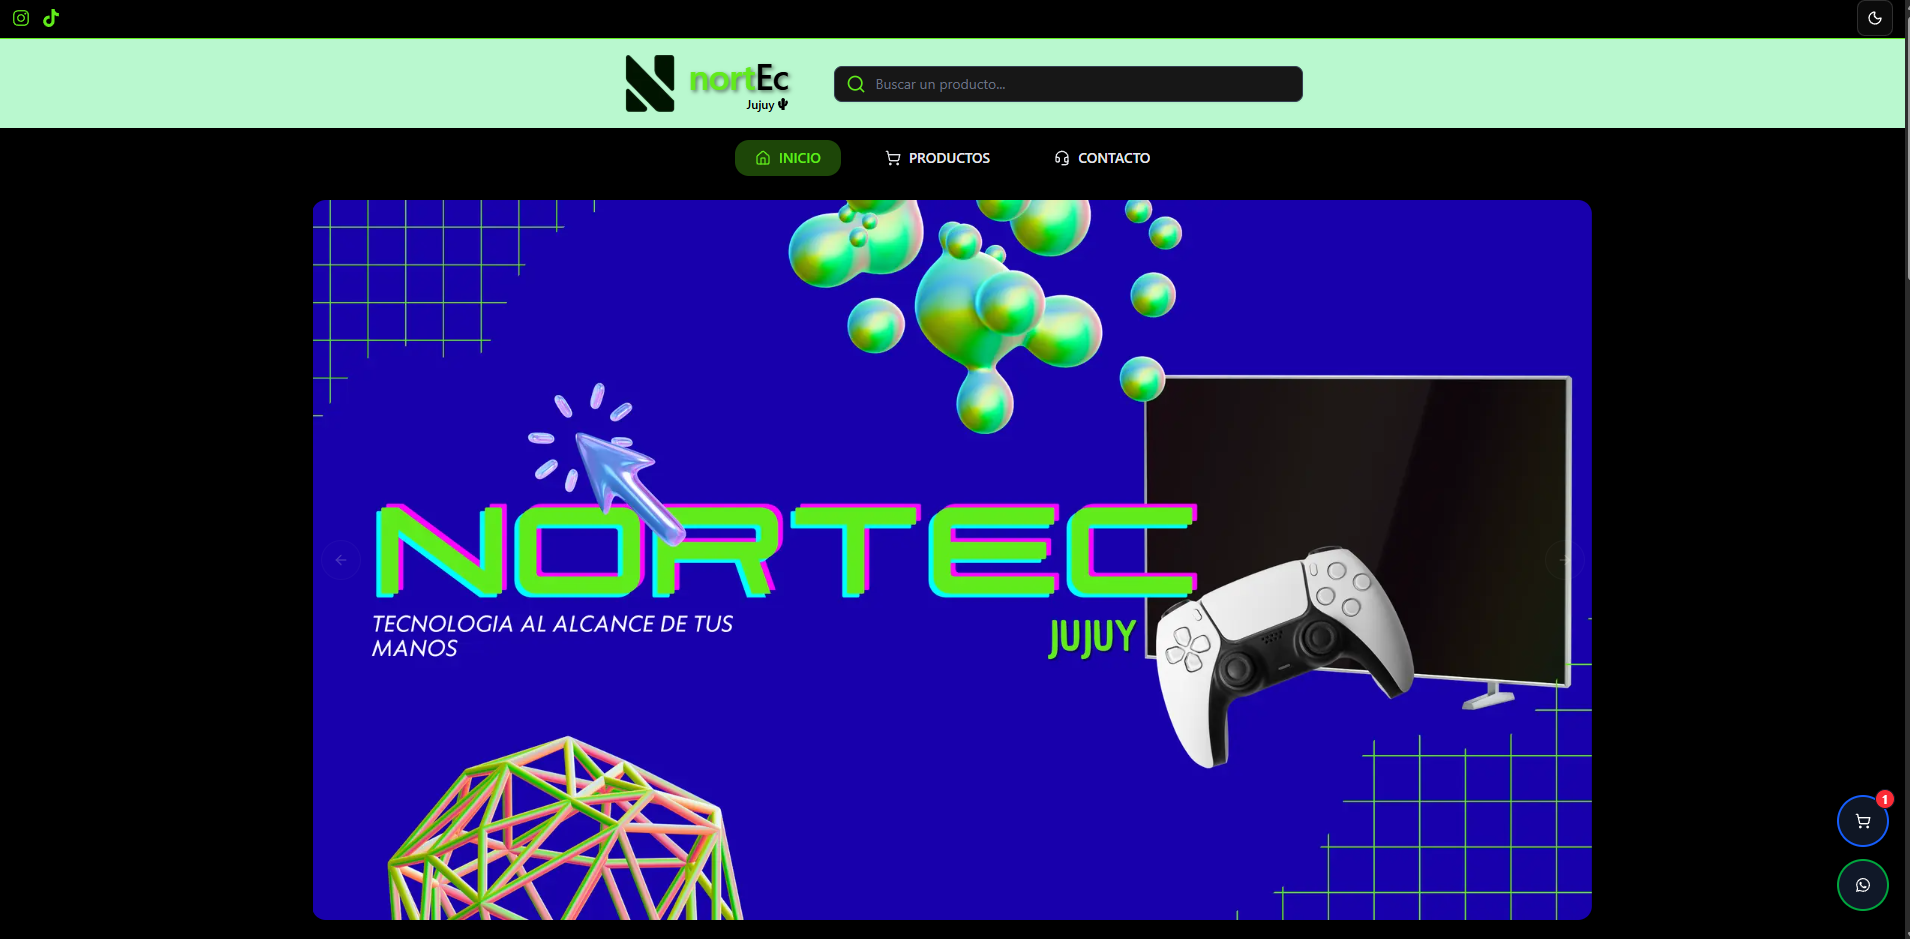 nortEc
Jujuy
Buscar un producto...
INICIO
PRODUCTOS
CONTACTO
NORTEC
TECNOLOGIA AL ALCANCE DE TUS
MANOS
JUJUY
1